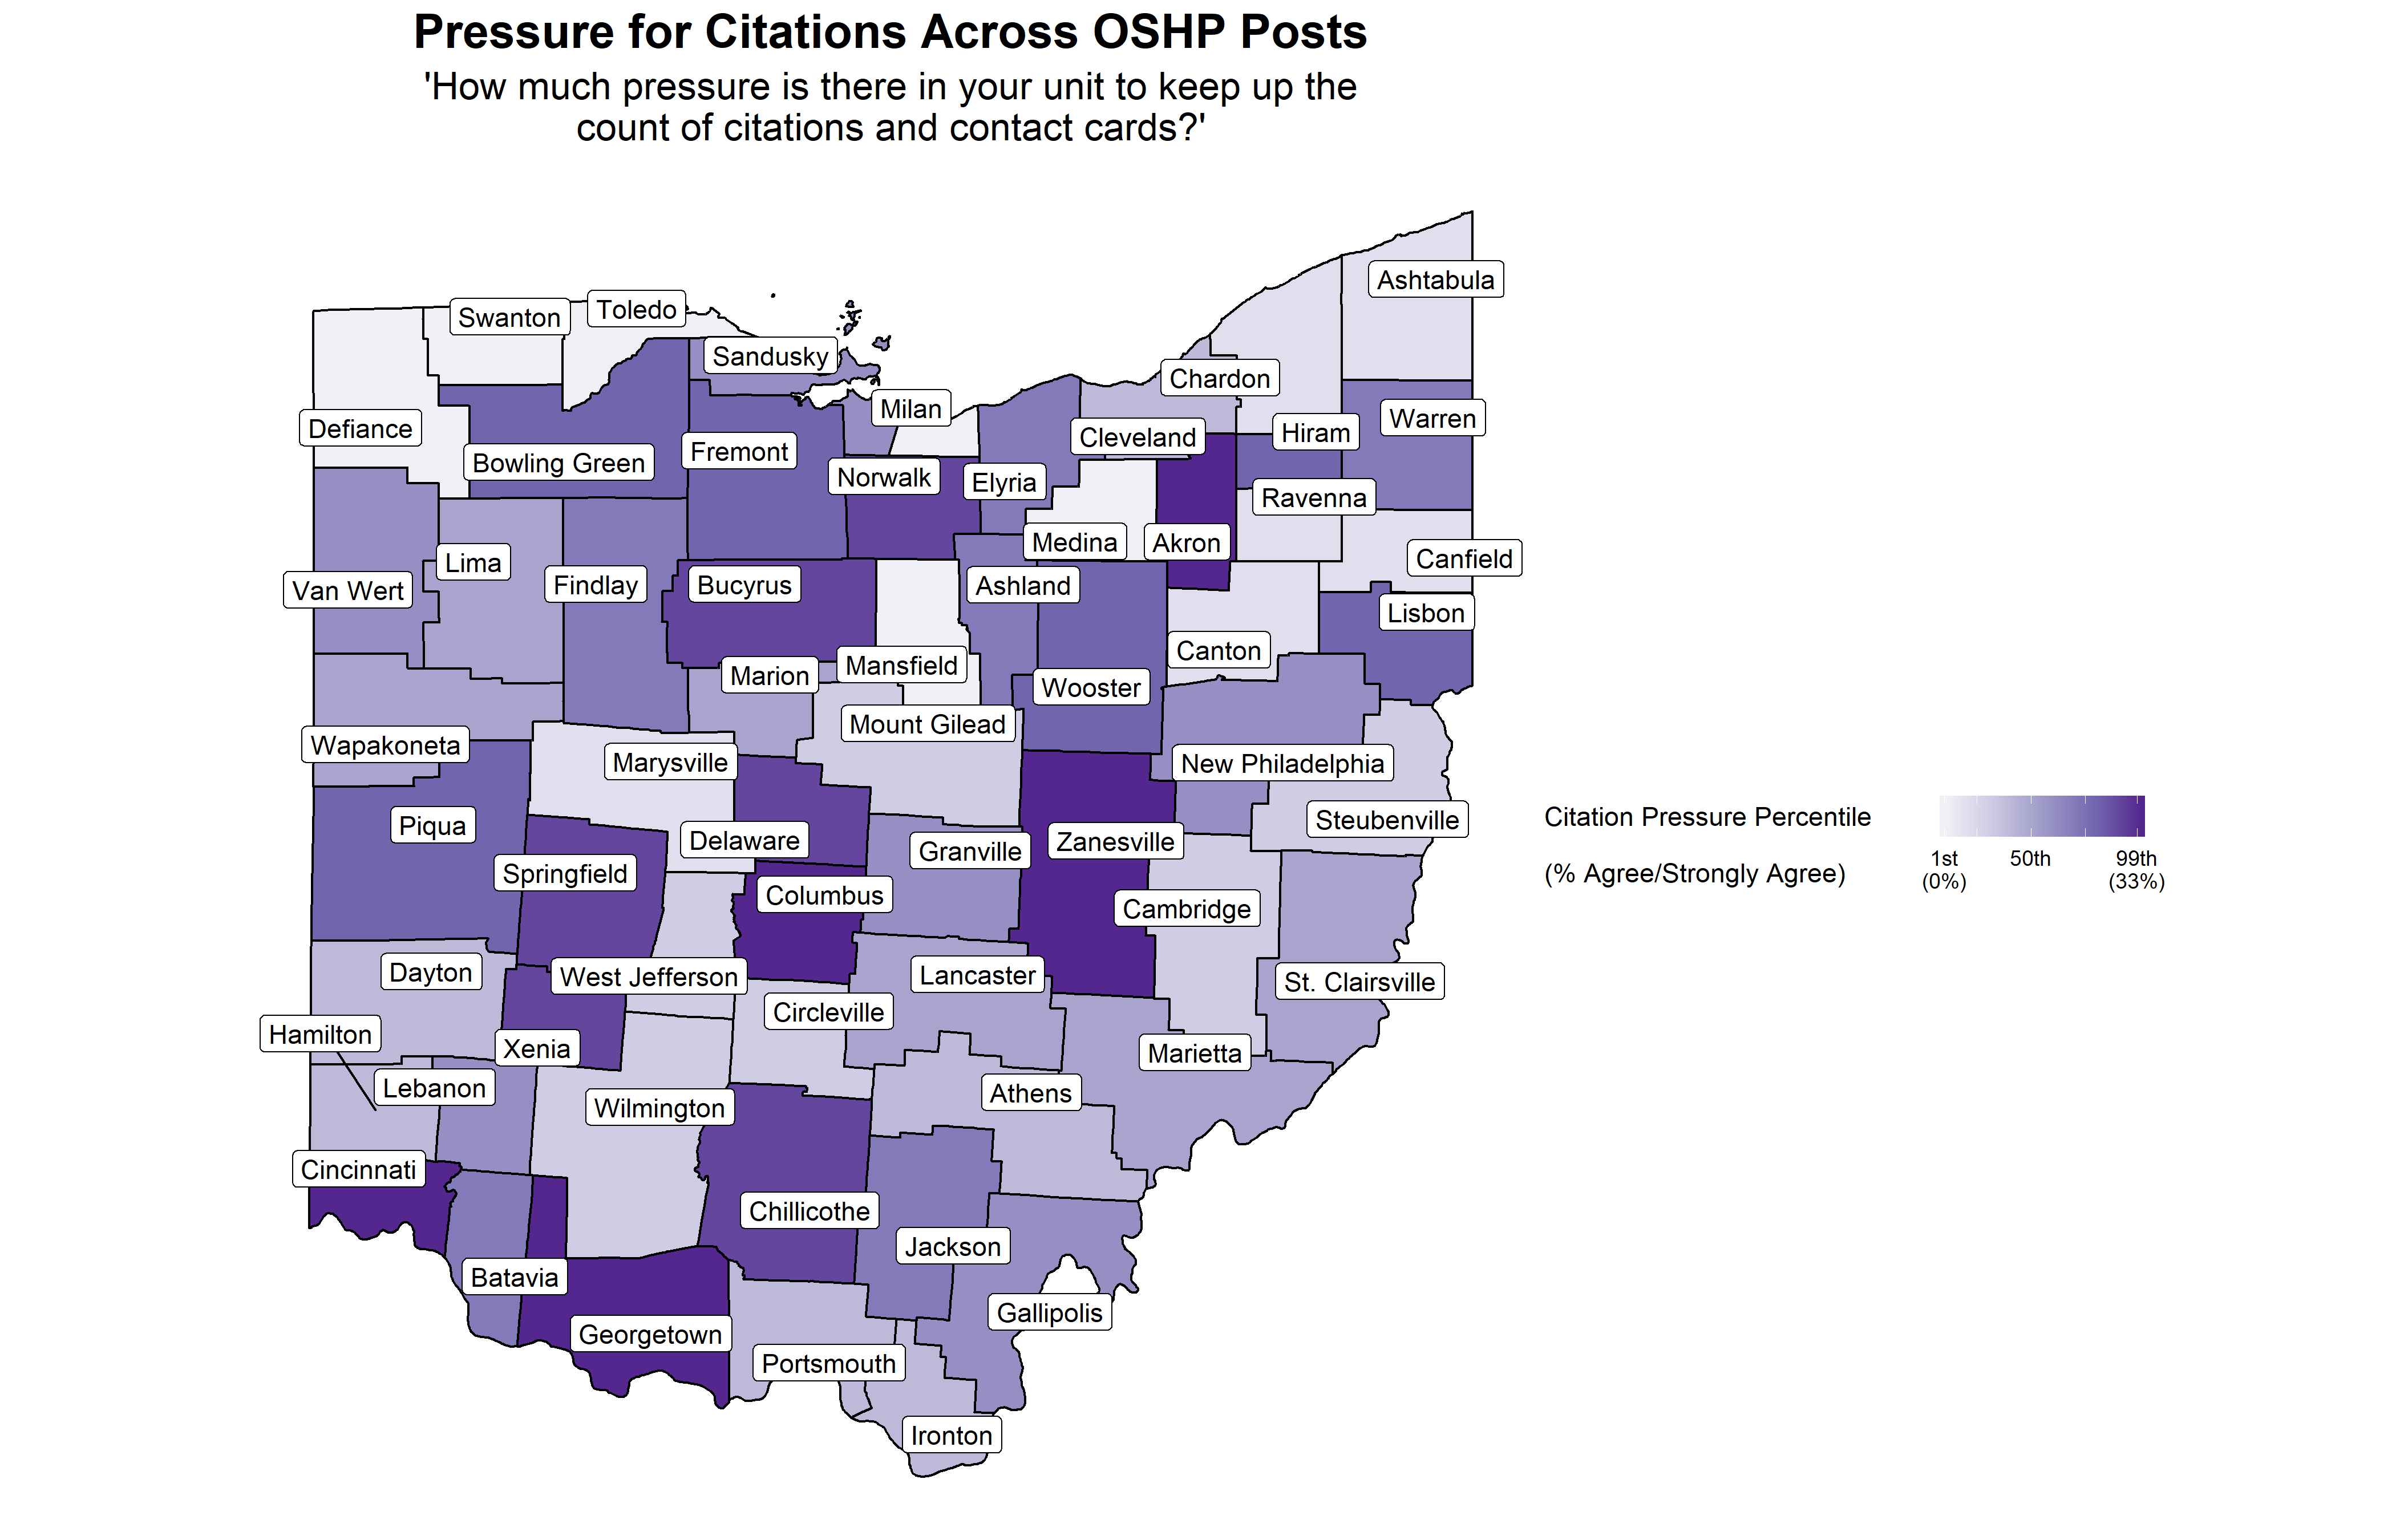 Pressure for Citations Across OSHP Posts
'How much pressure is there in your unit to keep up the
count of citations and contact cards?'
Ashtabula
Swanton
Toledo
Sandusky
Chardon
Milan
Warren
Defiance
Cleveland
Hiram
Bowling Green
Fremont
Norwalk
Elyria
Ravenna
Medina
Akron
Canfield
Lima
Van Wert
Findlay
Bucyrus
Ashland
Lisbon
Canton
Marion
Mansfield
Wooster
Mount Gilead
Wapakoneta
Marysville
New Philadelphia
Piqua
Delaware
Granville
Zanesville
Steubenville
Springfield
Columbus
Cambridge
Dayton
West Jefferson
Lancaster
St. Clairsville
Circleville
Hamilton
Xenia
Marietta
Lebanon
Wilmington
Athens
Cincinnati
Chillicothe
Jackson
Batavia
Gallipolis
Georgetown
Portsmouth
Ironton
Citation Pressure Percentile
(% Agree/Strongly Agree)
1st 50th 99th
(0%) (33%)